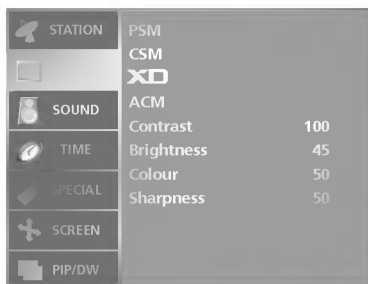 STATION
SOUND
TIME
SPECIAL
SCREEN
PIP/DW
PSM
CSM
XD
ACM
Contrast 100
Brightness 45
Colour 50
Sharpness 50